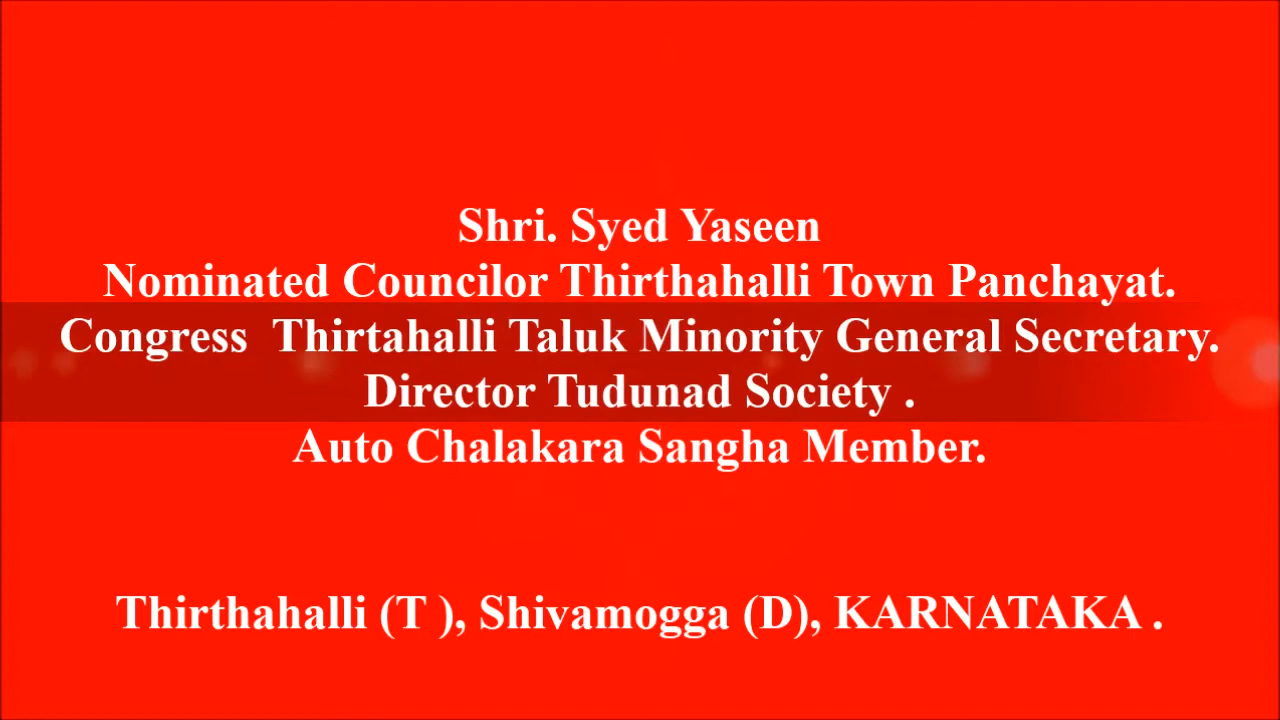 Shri. Syed Yaseen
Nominated Councilor Thirthahalli Town Panchayat.
Congress  Thirtahalli Taluk Minority General Secretary.
Director Tudunad Society .
Auto Chalakara Sangha Member.
Thirthahalli (T ), Shivamogga (D), KARNATAKA .